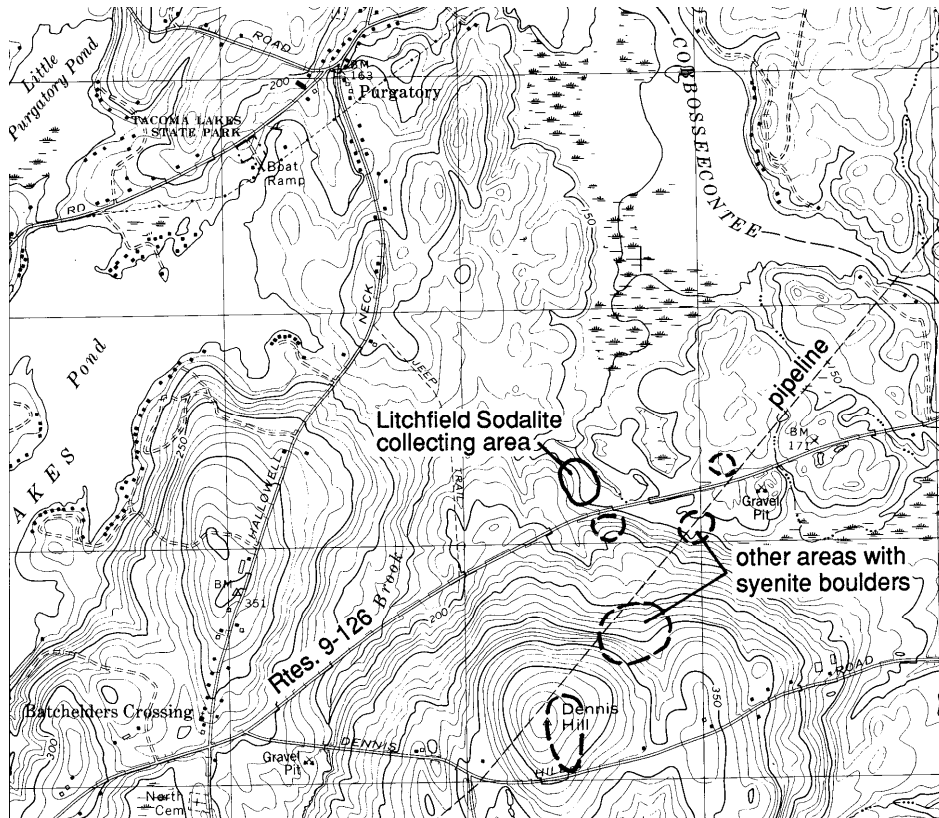 Little
Purgatory Pond
ROAD
BM
163
200
Purgatory
TACOMA LAKES
STATE PARK
Boat
Ramp
RD
COBBOSSEECONTEE
150
NECK
JEEP
Pond
pipeline
150
250
Litchfield Sodalite
collecting area
BM
171
AKES
HALLOWELL
TRAIL
Gravel
Pit
other areas with
syenite boulders
BM
351
Brook
200
Rtes. 9-126
ROAD
350
Batchelders Crossing
Dennis
Hill
300
DENNIS
Gravel
Pit
HILL
North
Cem